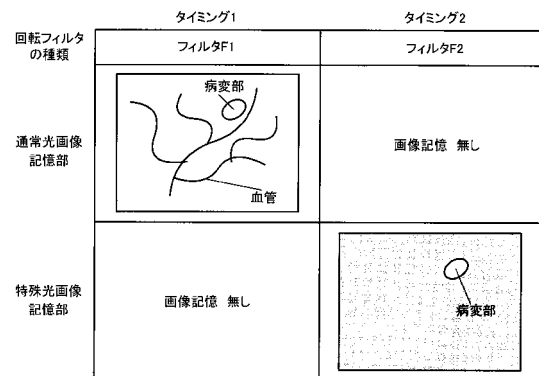 タイミング1
タイミング2
回転フィルタ
の種類
フィルタF1
フィルタF2
通常光画像
記憶部
病変部
血管
画像記憶 無し
特殊光画像
記憶部
画像記憶 無し
病変部